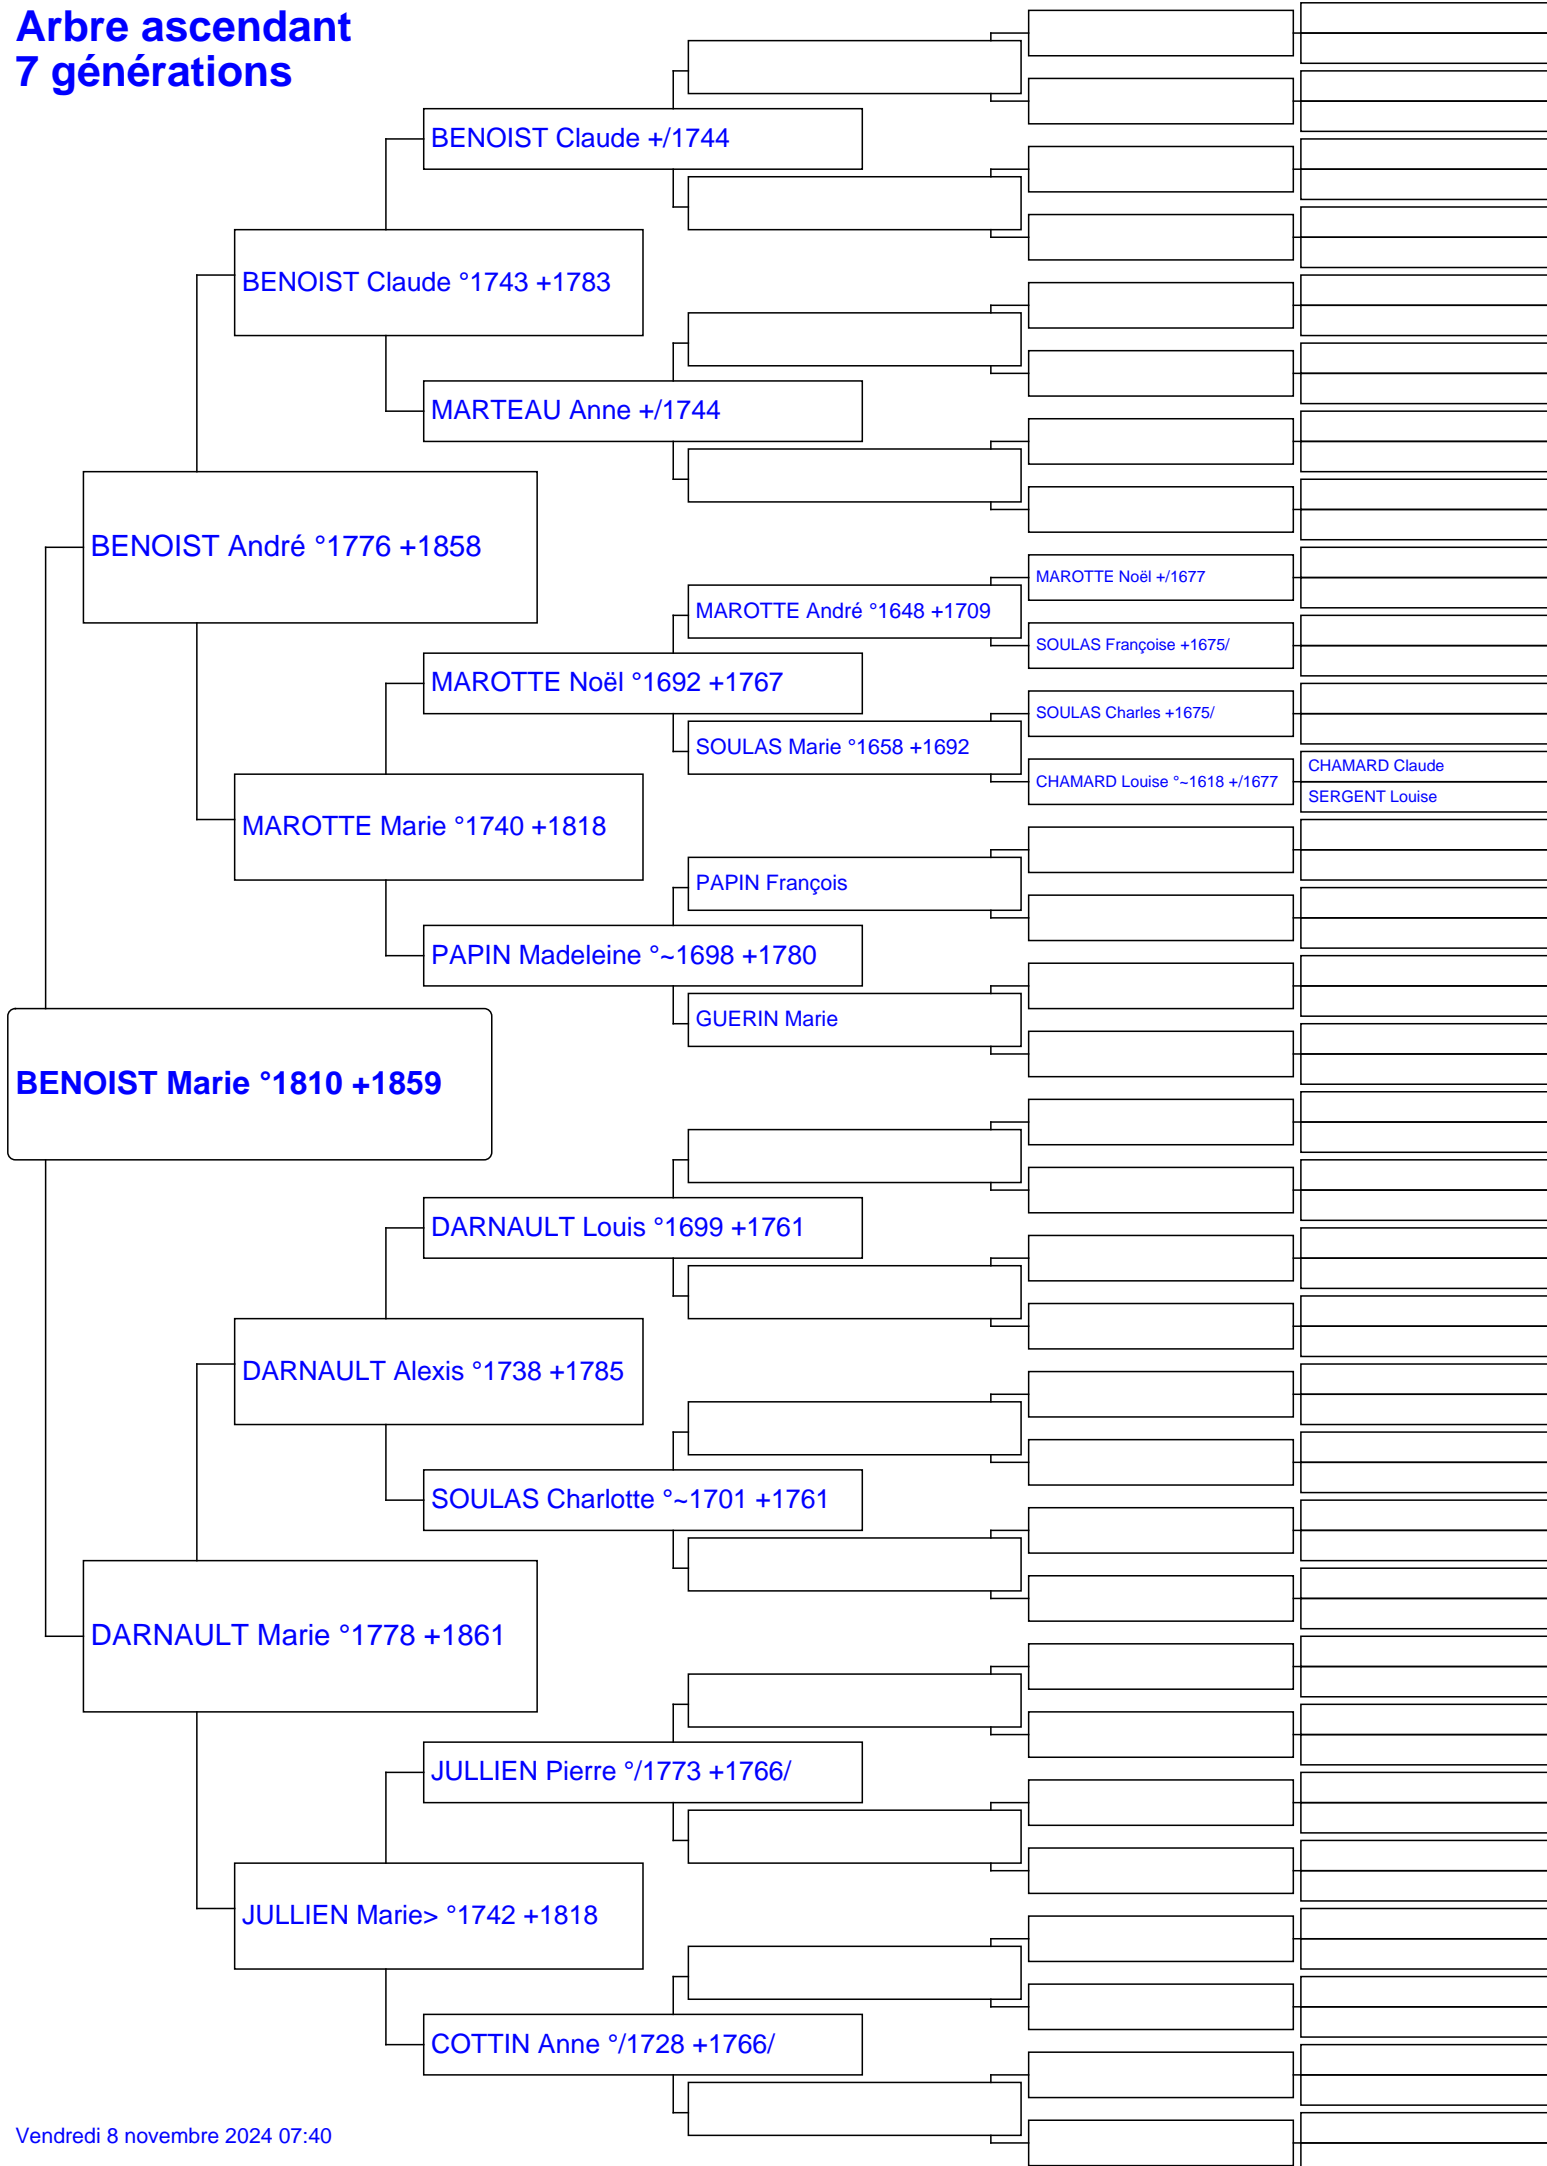 Arbre ascendant
7 générations
BENOIST Claude +/1744
BENOIST Claude °1743 +1783
MARTEAU Anne +/1744
BENOIST André °1776 +1858
MAROTTE Noël +/1677
MAROTTE André °1648 +1709
SOULAS Françoise +1675/
MAROTTE Noël °1692 +1767
SOULAS Charles +1675/
SOULAS Marie °1658 +1692
CHAMARD Claude
CHAMARD Louise °~1618 +/1677
SERGENT Louise
MAROTTE Marie °1740 +1818
PAPIN François
PAPIN Madeleine °~1698 +1780
GUERIN Marie
BENOIST Marie °1810 +1859
DARNAULT Louis °1699 +1761
DARNAULT Alexis °1738 +1785
SOULAS Charlotte °~1701 +1761
DARNAULT Marie °1778 +1861
JULLIEN Pierre °/1773 +1766/
JULLIEN Marie> °1742 +1818
COTTIN Anne °/1728 +1766/
Vendredi 8 novembre 2024 07:40